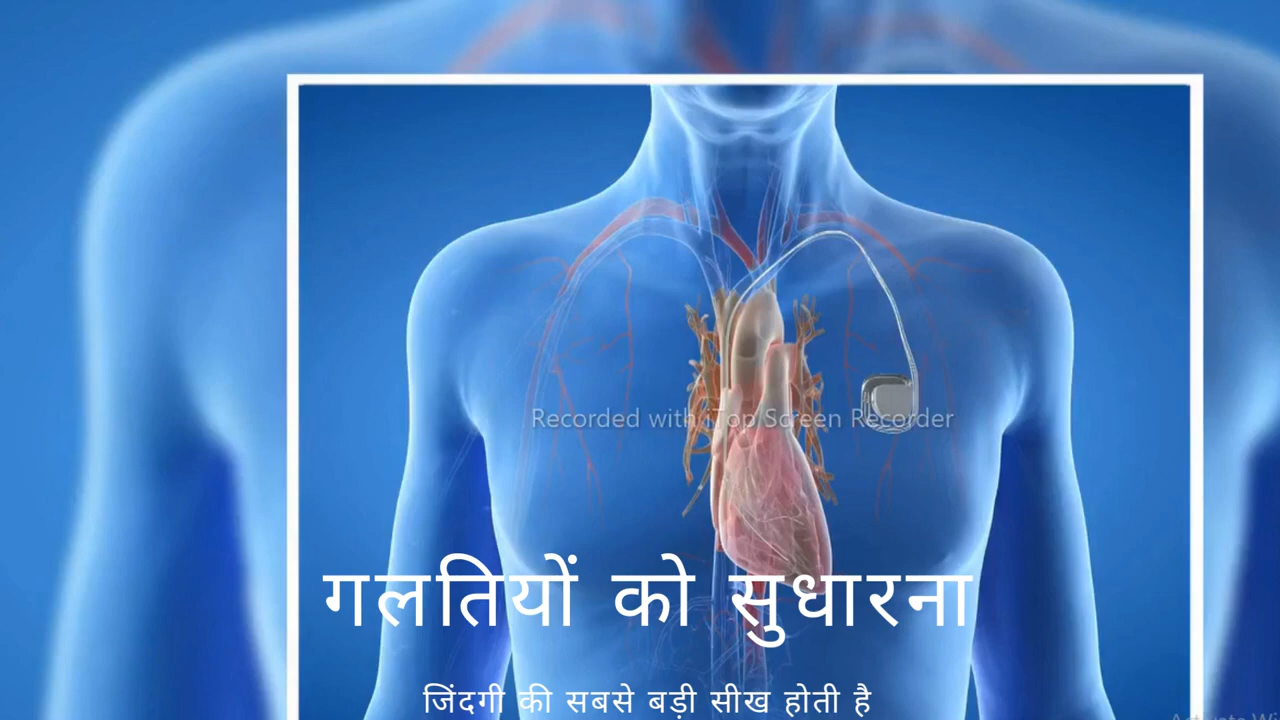 Recorded with Top Screen Recorder
गलतियों को सुधारना
जिंदगी की सबसे बड़ी सीख होती है